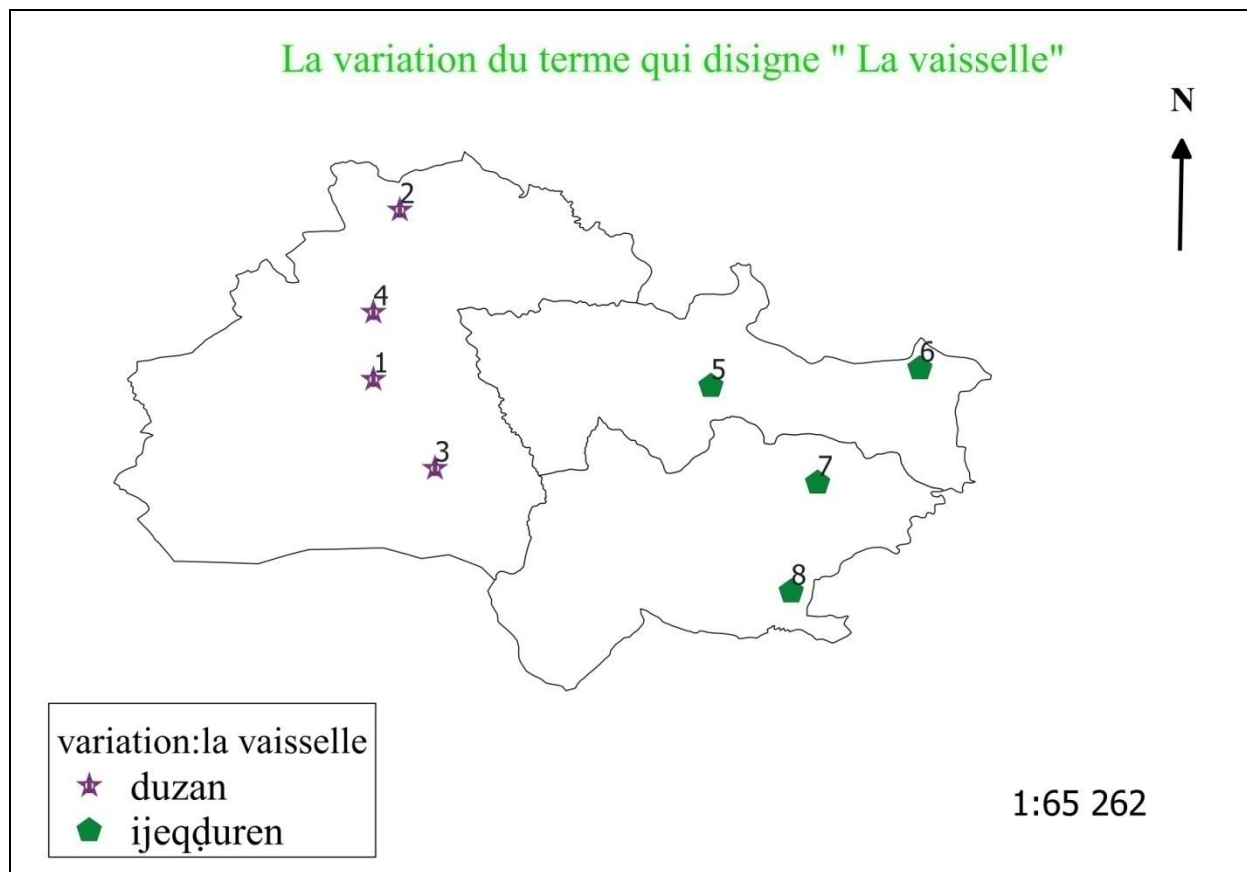 La variation du terme qui disigne " La vaisselle"
N
2
4
1
3
5
6
7
8
variation:la vaisselle
duzan
ijeqḍuren
1:65 262